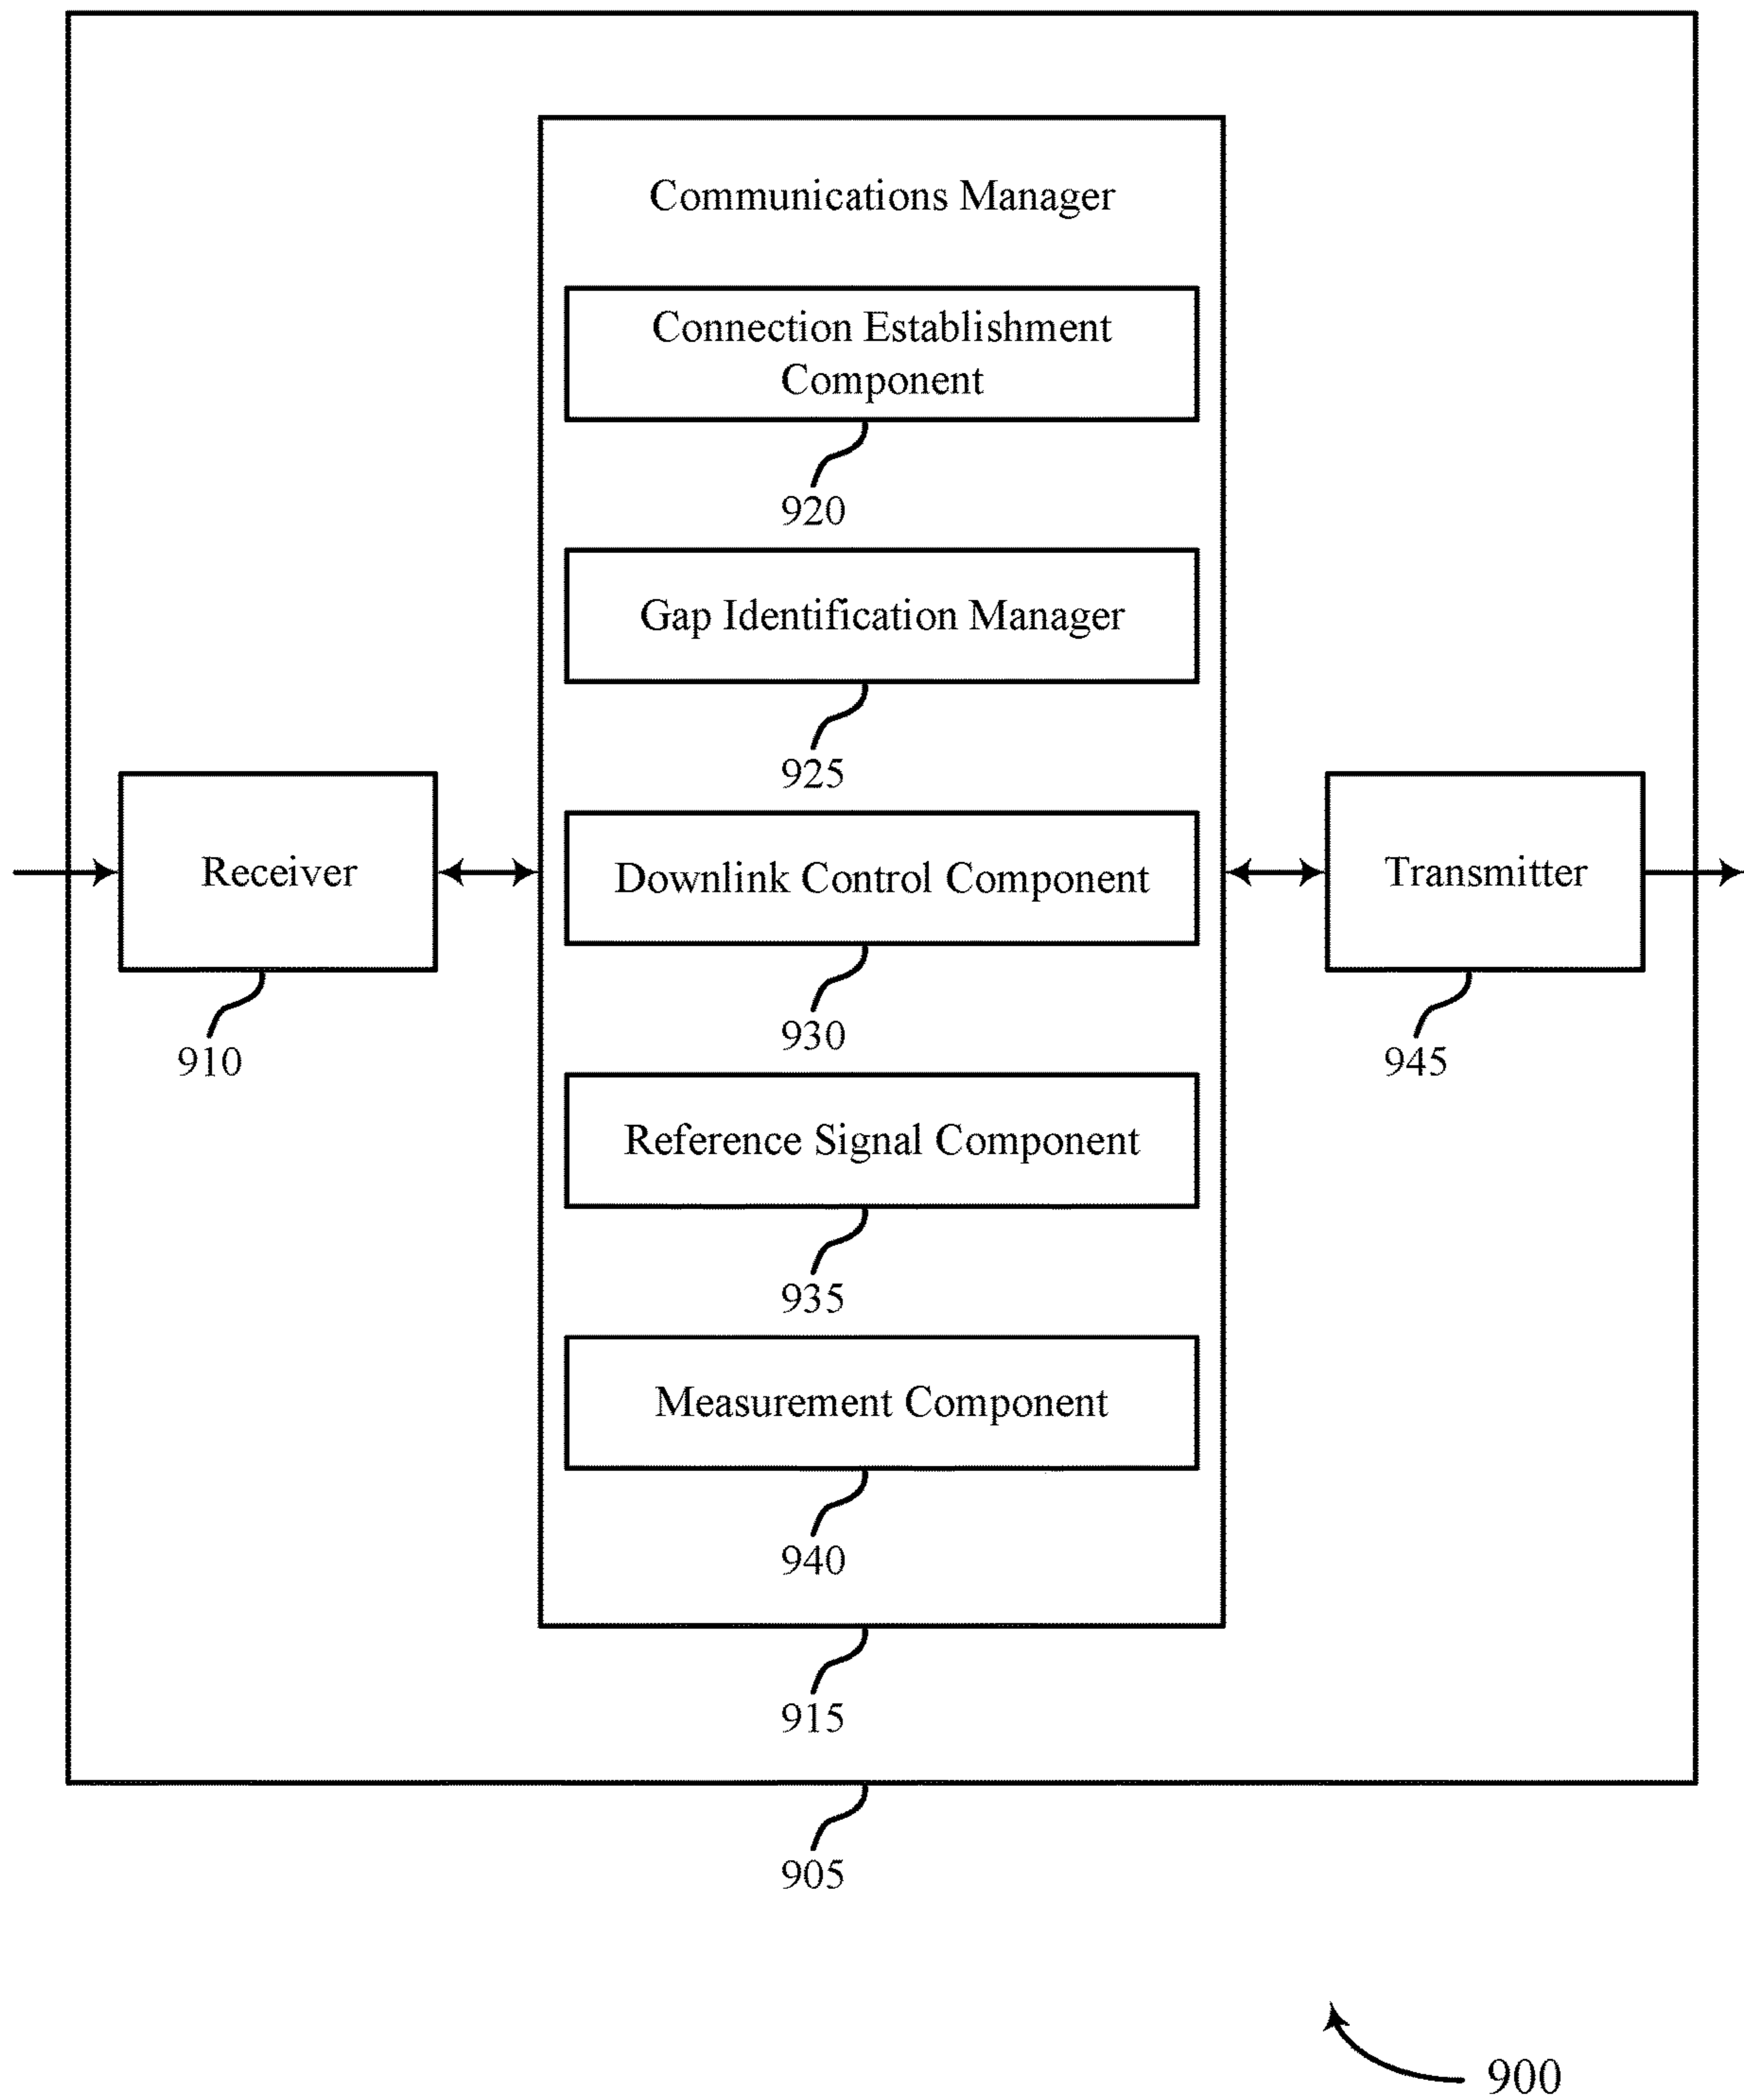 Communications Manager
Connection Establishment
Component
920
Gap Identification Manager
925
Receiver
910
Downlink Control Component
930
Transmitter
945
Reference Signal Component
935
Measurement Component
940
915
905
900